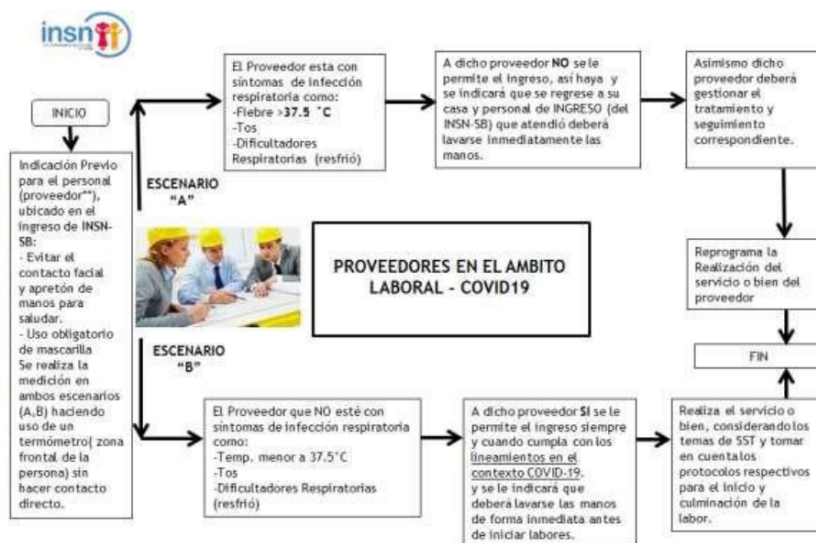 insn
INICIO
Indicación Previo
para el personal
(proveedor**),
ubicado en el
ingreso de INSN-
SB:
- Evitar el
contacto facial
y apretón de
manos para
saludar.
- Uso obligatorio
de mascarilla
Se realiza la
medición en
ambos escenarios
(A,B) haciendo
uso de un
termómetro( zona
frontal de la
persona) sin
hacer contacto
directo.
ESCENARIO
"A"
El Proveedor esta con
síntomas de infección
respiratoria como:
-Fiebre >37.5 °C
-Tos
-Dificultadores
Respiratorias (resfrió)
A dicho proveedor NO se le
permite el ingreso, así haya y
se indicará que se regrese a su
casa y personal de INGRESO (del
INSN-SB) que atendió deberá
lavarse inmediatamente las
manos.
Asimismo dicho
proveedor deberá
gestionar el
tratamiento y
seguimiento
correspondiente.
Reprograma la
Realización del
servicio o bien del
proveedor
PROVEEDORES EN EL AMBITO
LABORAL - COVID19
FIN
ESCENARIO
"B"
El Proveedor que NO esté con
síntomas de infección respiratoria
como:
-Temp. menor a 37.5°C
-Tos
-Dificultadores Respiratorias
(resfrió)
A dicho proveedor SI se le
permite el ingreso siempre
y cuando cumpla con los
lineamientos en el
contexto COVID-19.
y se le indicará que
deberá lavarse las manos
de forma inmediata antes
de iniciar labores.
Realiza el servicio o
bien, considerando los
temas de SST y tomar
en cuenta los
protocolos respectivos
para el inicio y
culminación de la
labor.